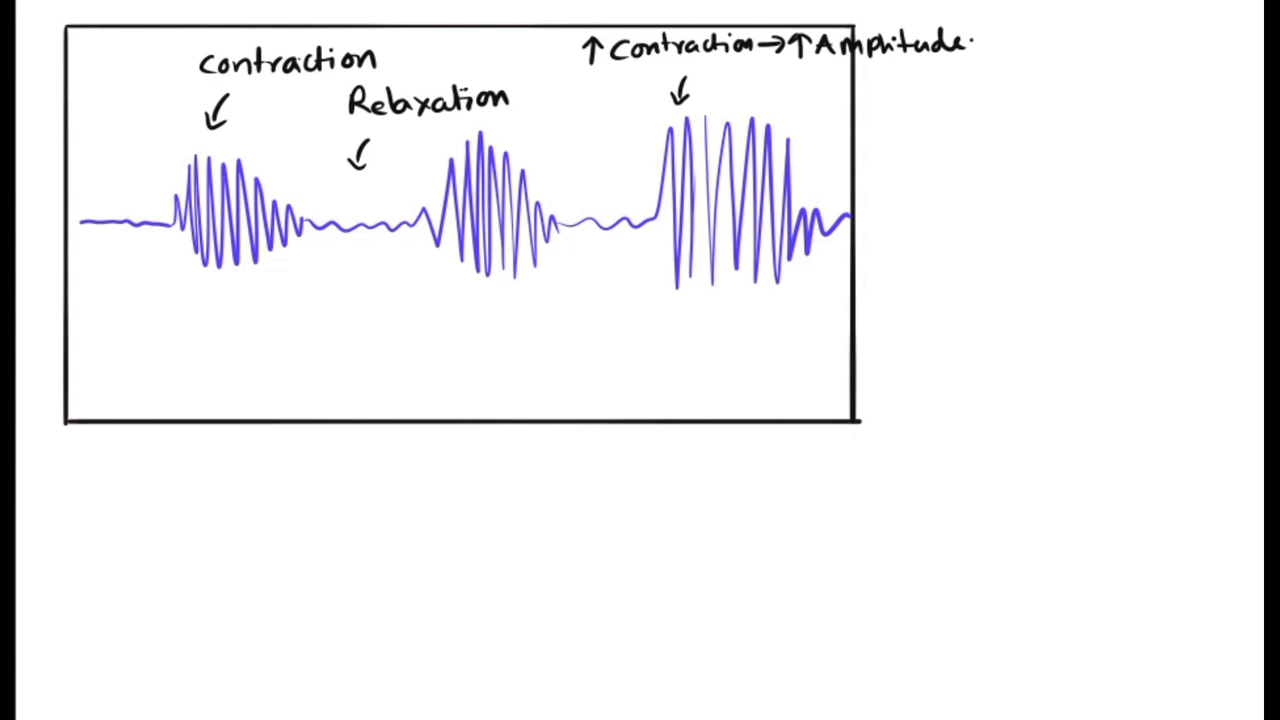 Contraction
Relaxation
↑ Contraction → ↑ Amplitude.